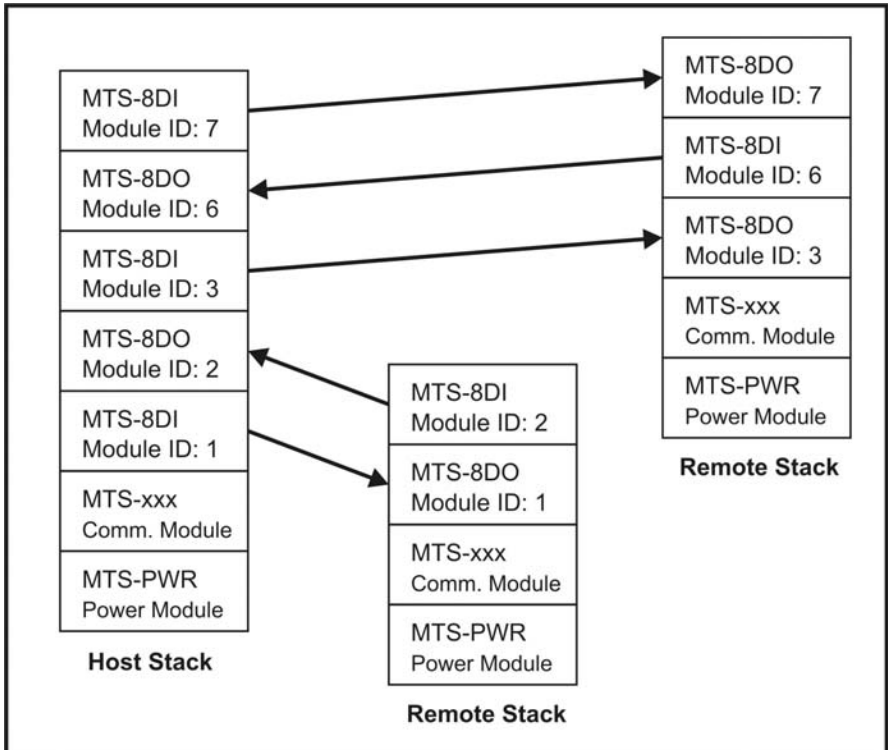 MTS-8DI
Module ID: 7
MTS-8DO
Module ID: 6
MTS-8DI
Module ID: 3
MTS-8DO
Module ID: 2
MTS-8DI
Module ID: 1
MTS-xxx
Comm. Module
MTS-PWR
Power Module
Host Stack
MTS-8DI
Module ID: 2
MTS-8DO
Module ID: 1
MTS-xxx
Comm. Module
MTS-PWR
Power Module
Remote Stack
MTS-8DO
Module ID: 7
MTS-8DI
Module ID: 6
MTS-8DO
Module ID: 3
MTS-xxx
Comm. Module
MTS-PWR
Power Module
Remote Stack